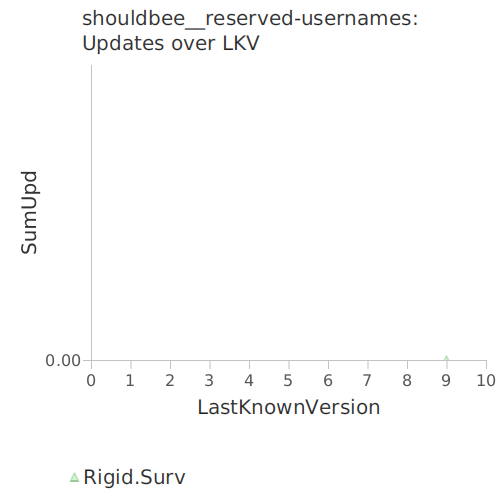 shouldbee__reserved-usernames:
Updates over LKV
SumUpd
0.00
0 1 2 3 4 5 6 7 8 9 10
LastKnownVersion
Rigid.Surv